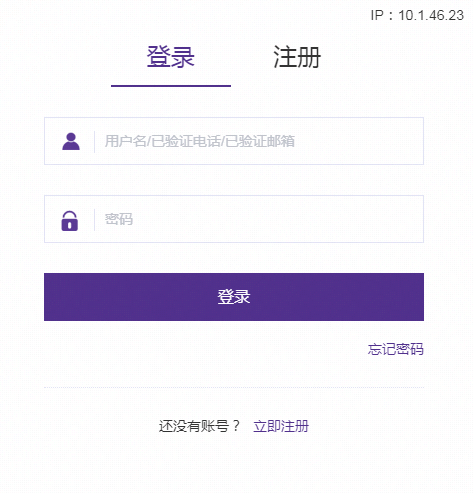 IP：10.1.46.23
登录 注册
用户名/已验证电话/已验证邮箱
密码
登录
忘记密码
还没有账号？ 立即注册